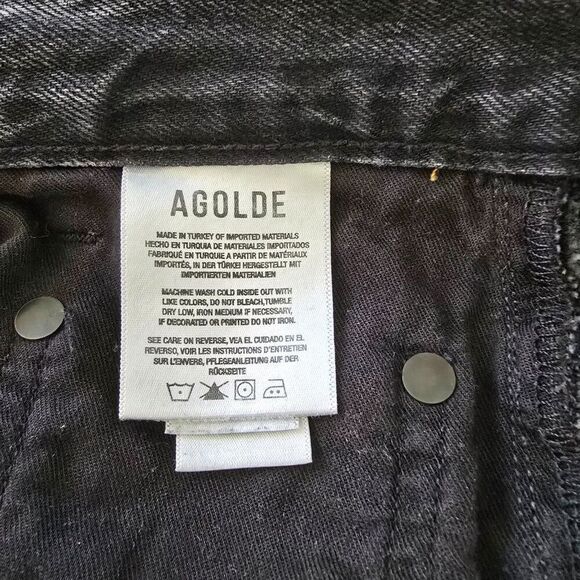 AGOLDE
MADE IN TURKEY OF IMPORTED MATERIALS
HECHO EN TURQUIA DE MATERIALES IMPORTADOS
FABRIQUÉ EN TURQUIE A PARTIR DE MATÉRIAUX
IMPORTÉS, IN DER TÜRKEI HERGESTELLT MIT
IMPORTIERTEN MATERIALIEN
MACHINE WASH COLD INSIDE OUT WITH
LIKE COLORS, DO NOT BLEACH, TUMBLE
DRY LOW, IRON MEDIUM IF NECESSARY,
IF DECORATED OR PRINTED DO NOT IRON.
SEE CARE ON REVERSE, VEA EL CUIDADO EN EL
REVERSO, VOIR LES INSTRUCTIONS D'ENTRETIEN
SUR L'ENVERS, PFLEGEANLEITUNG AUF DER
RÜCKSEITE